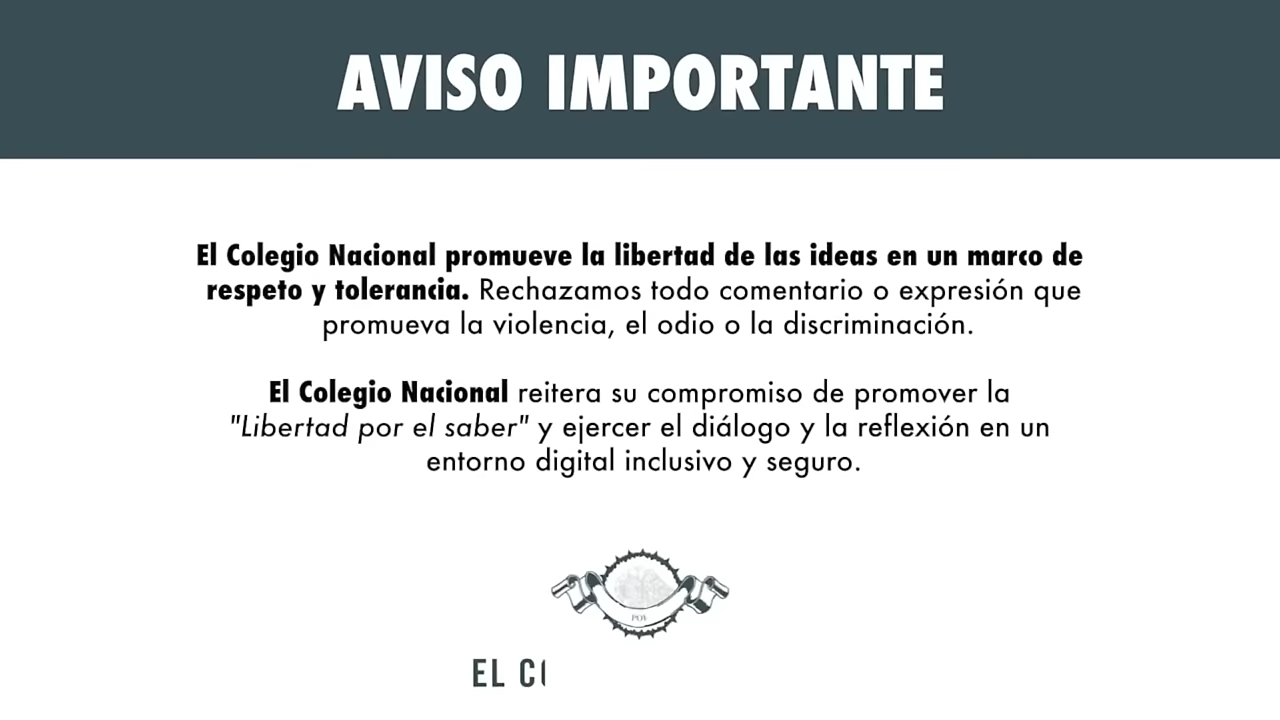 AVISO IMPORTANTE
El Colegio Nacional promueve la libertad de las ideas en un marco de
respeto y tolerancia. Rechazamos todo comentario o expresión que
promueva la violencia, el odio o la discriminación.
El Colegio Nacional reitera su compromiso de promover la
"Libertad por el saber" y ejercer el diálogo y la reflexión en un
entorno digital inclusivo y seguro.
EL